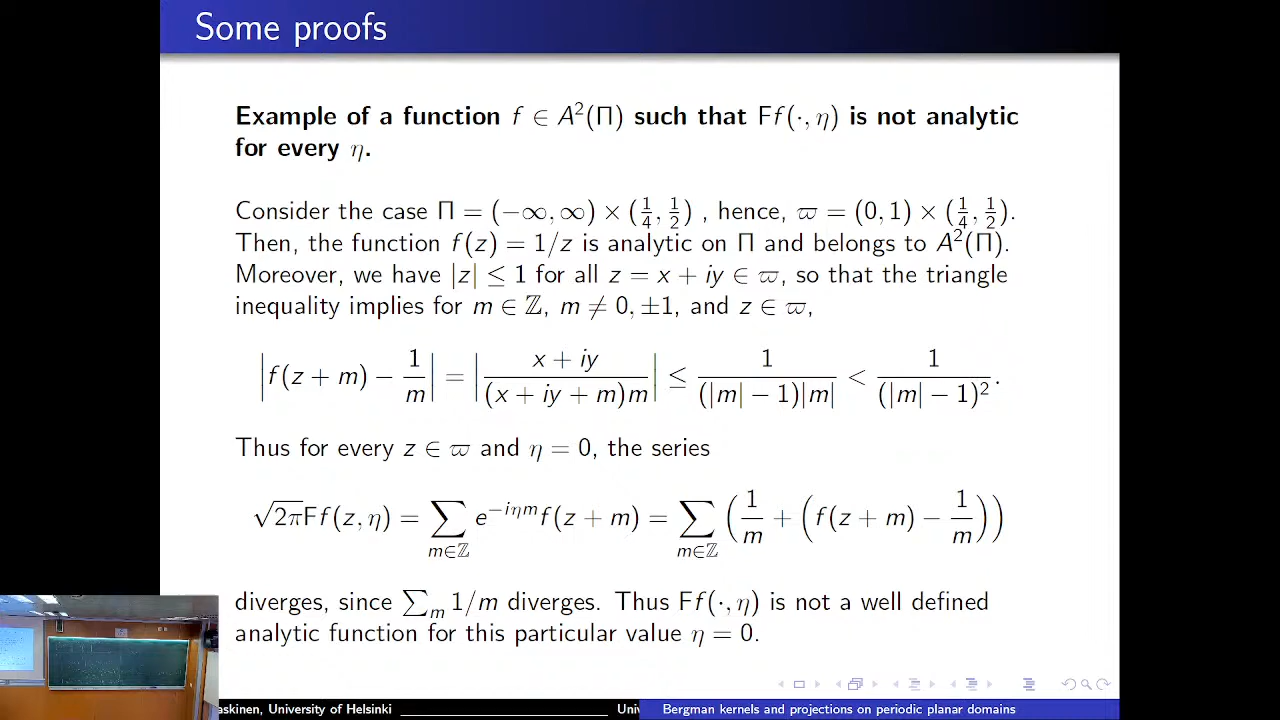 Some proofs
Example of a function f ∈ A²(Π) such that Ff(·, η) is not analytic
for every η.
Consider the case Π = (−∞, ∞) × (1/4, 1/2) , hence, ϖ = (0, 1) × (1/4, 1/2).
Then, the function f(z) = 1/z is analytic on Π and belongs to A²(Π).
Moreover, we have |z| ≤ 1 for all z = x + iy ∈ ϖ, so that the triangle
inequality implies for m ∈ ℤ, m ≠ 0, ±1, and z ∈ ϖ,
|f(z + m) − 1/m| = |(x + iy)/((x + iy + m)m)| ≤ 1/((|m| − 1)|m|) < 1/(|m| − 1)².
Thus for every z ∈ ϖ and η = 0, the series
√2π Ff(z, η) = ∑_{m∈ℤ} e^{−iηm} f(z + m) = ∑_{m∈ℤ} (1/m + (f(z + m) − 1/m))
diverges, since ∑_m 1/m diverges. Thus Ff(·, η) is not a well defined
analytic function for this particular value η = 0.
askinen, University of Helsinki Univ Bergman kernels and projections on periodic planar domains